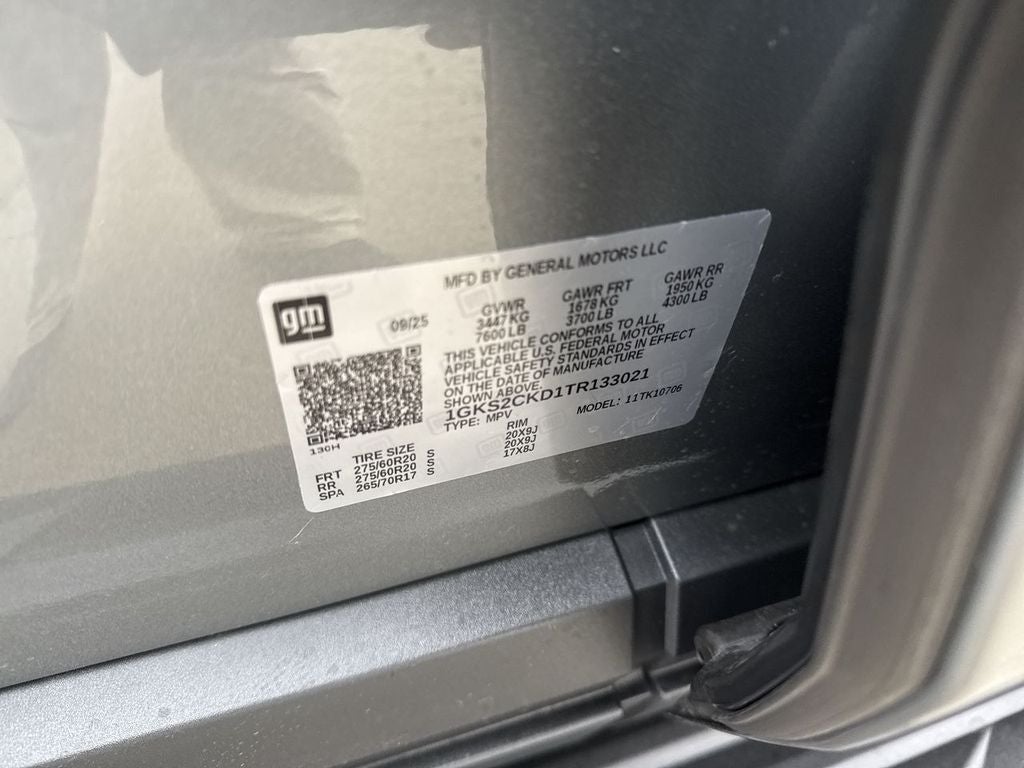 MFD BY GENERAL MOTORS LLC
gm
09/25
GVWR GAWR FRT GAWR RR
3447 KG 1678 KG 1950 KG
7600 LB 3700 LB 4300 LB
THIS VEHICLE CONFORMS TO ALL
APPLICABLE U.S. FEDERAL MOTOR
VEHICLE SAFETY STANDARDS IN EFFECT
ON THE DATE OF MANUFACTURE
SHOWN ABOVE.
1GKS2CKD1TR133021
TYPE: MPV MODEL: 11TK10706
130H
TIRE SIZE RIM
FRT 275/60R20 S 20X9J
RR 275/60R20 S 20X9J
SPA 265/70R17 S 17X8J